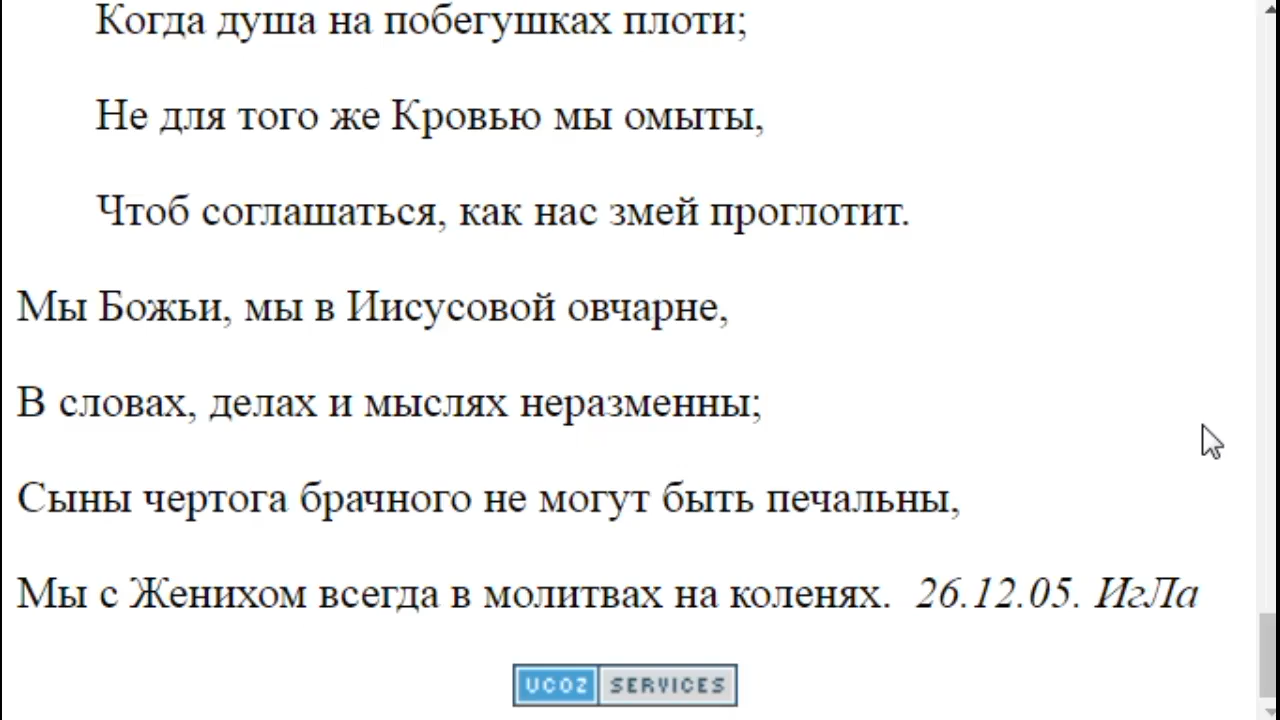 Когда душа на побегушках плоти;
Не для того же Кровью мы омыты,
Чтоб соглашаться, как нас змей проглотит.
Мы Божьи, мы в Иисусовой овчарне,
В словах, делах и мыслях неразменны;
Сыны чертога брачного не могут быть печальны,
Мы с Женихом всегда в молитвах на коленях. 26.12.05. ИгЛа
UCOZ SERVICES